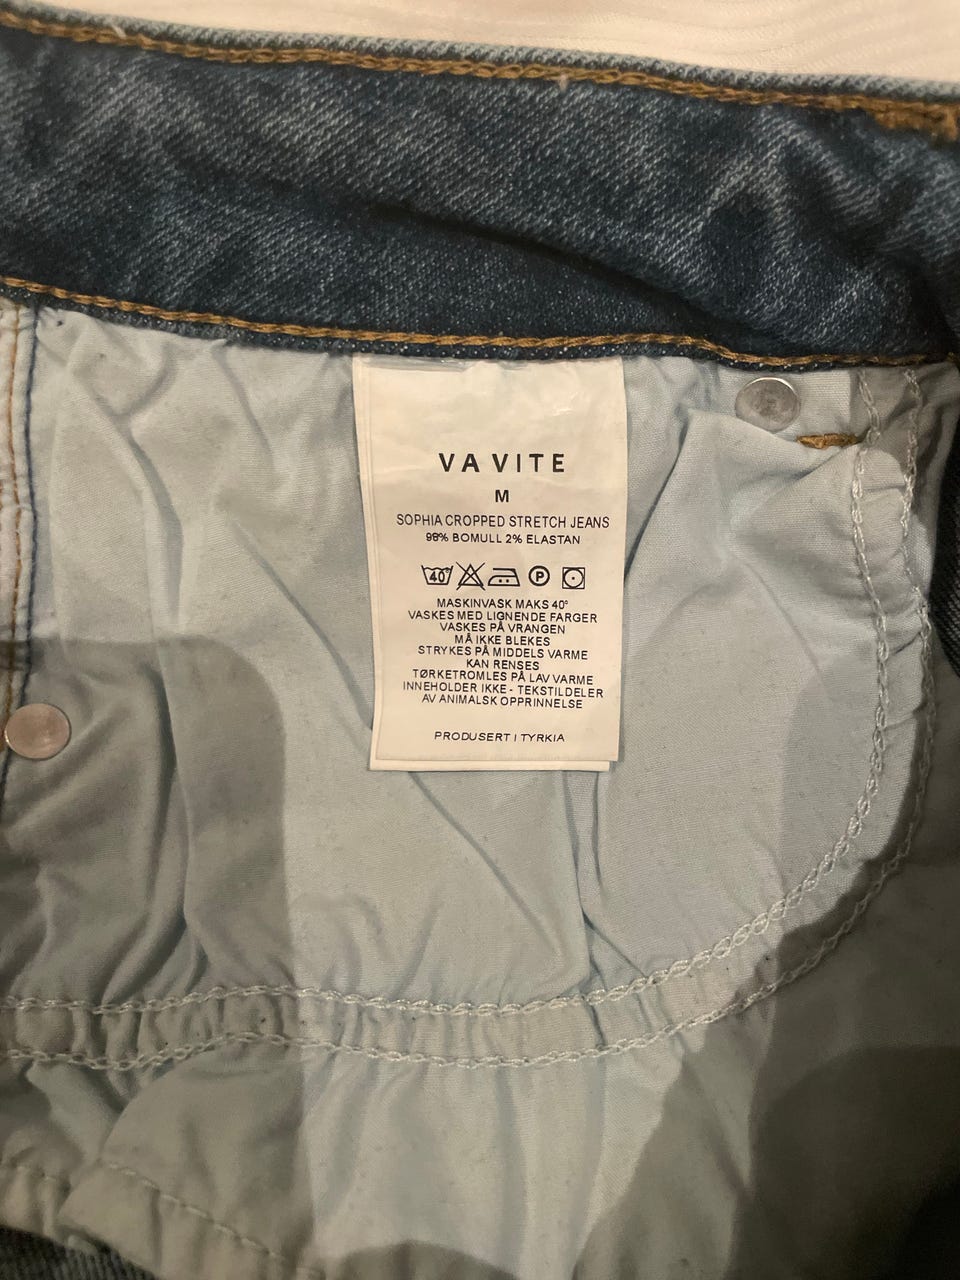 VAVITE
M
SOPHIA CROPPED STRETCH JEANS
98% BOMULL 2% ELASTAN
40 P
MASKINVASK MAKS 40°
VASKES MED LIGNENDE FARGER
VASKES PÅ VRANGEN
MÅ IKKE BLEKES
STRYKES PÅ MIDDELS VARME
KAN RENSES
TØRKETROMLES PÅ LAV VARME
INNEHOLDER IKKE - TEKSTILDELER
AV ANIMALSK OPPRINNELSE
PRODUSERT I TYRKIA